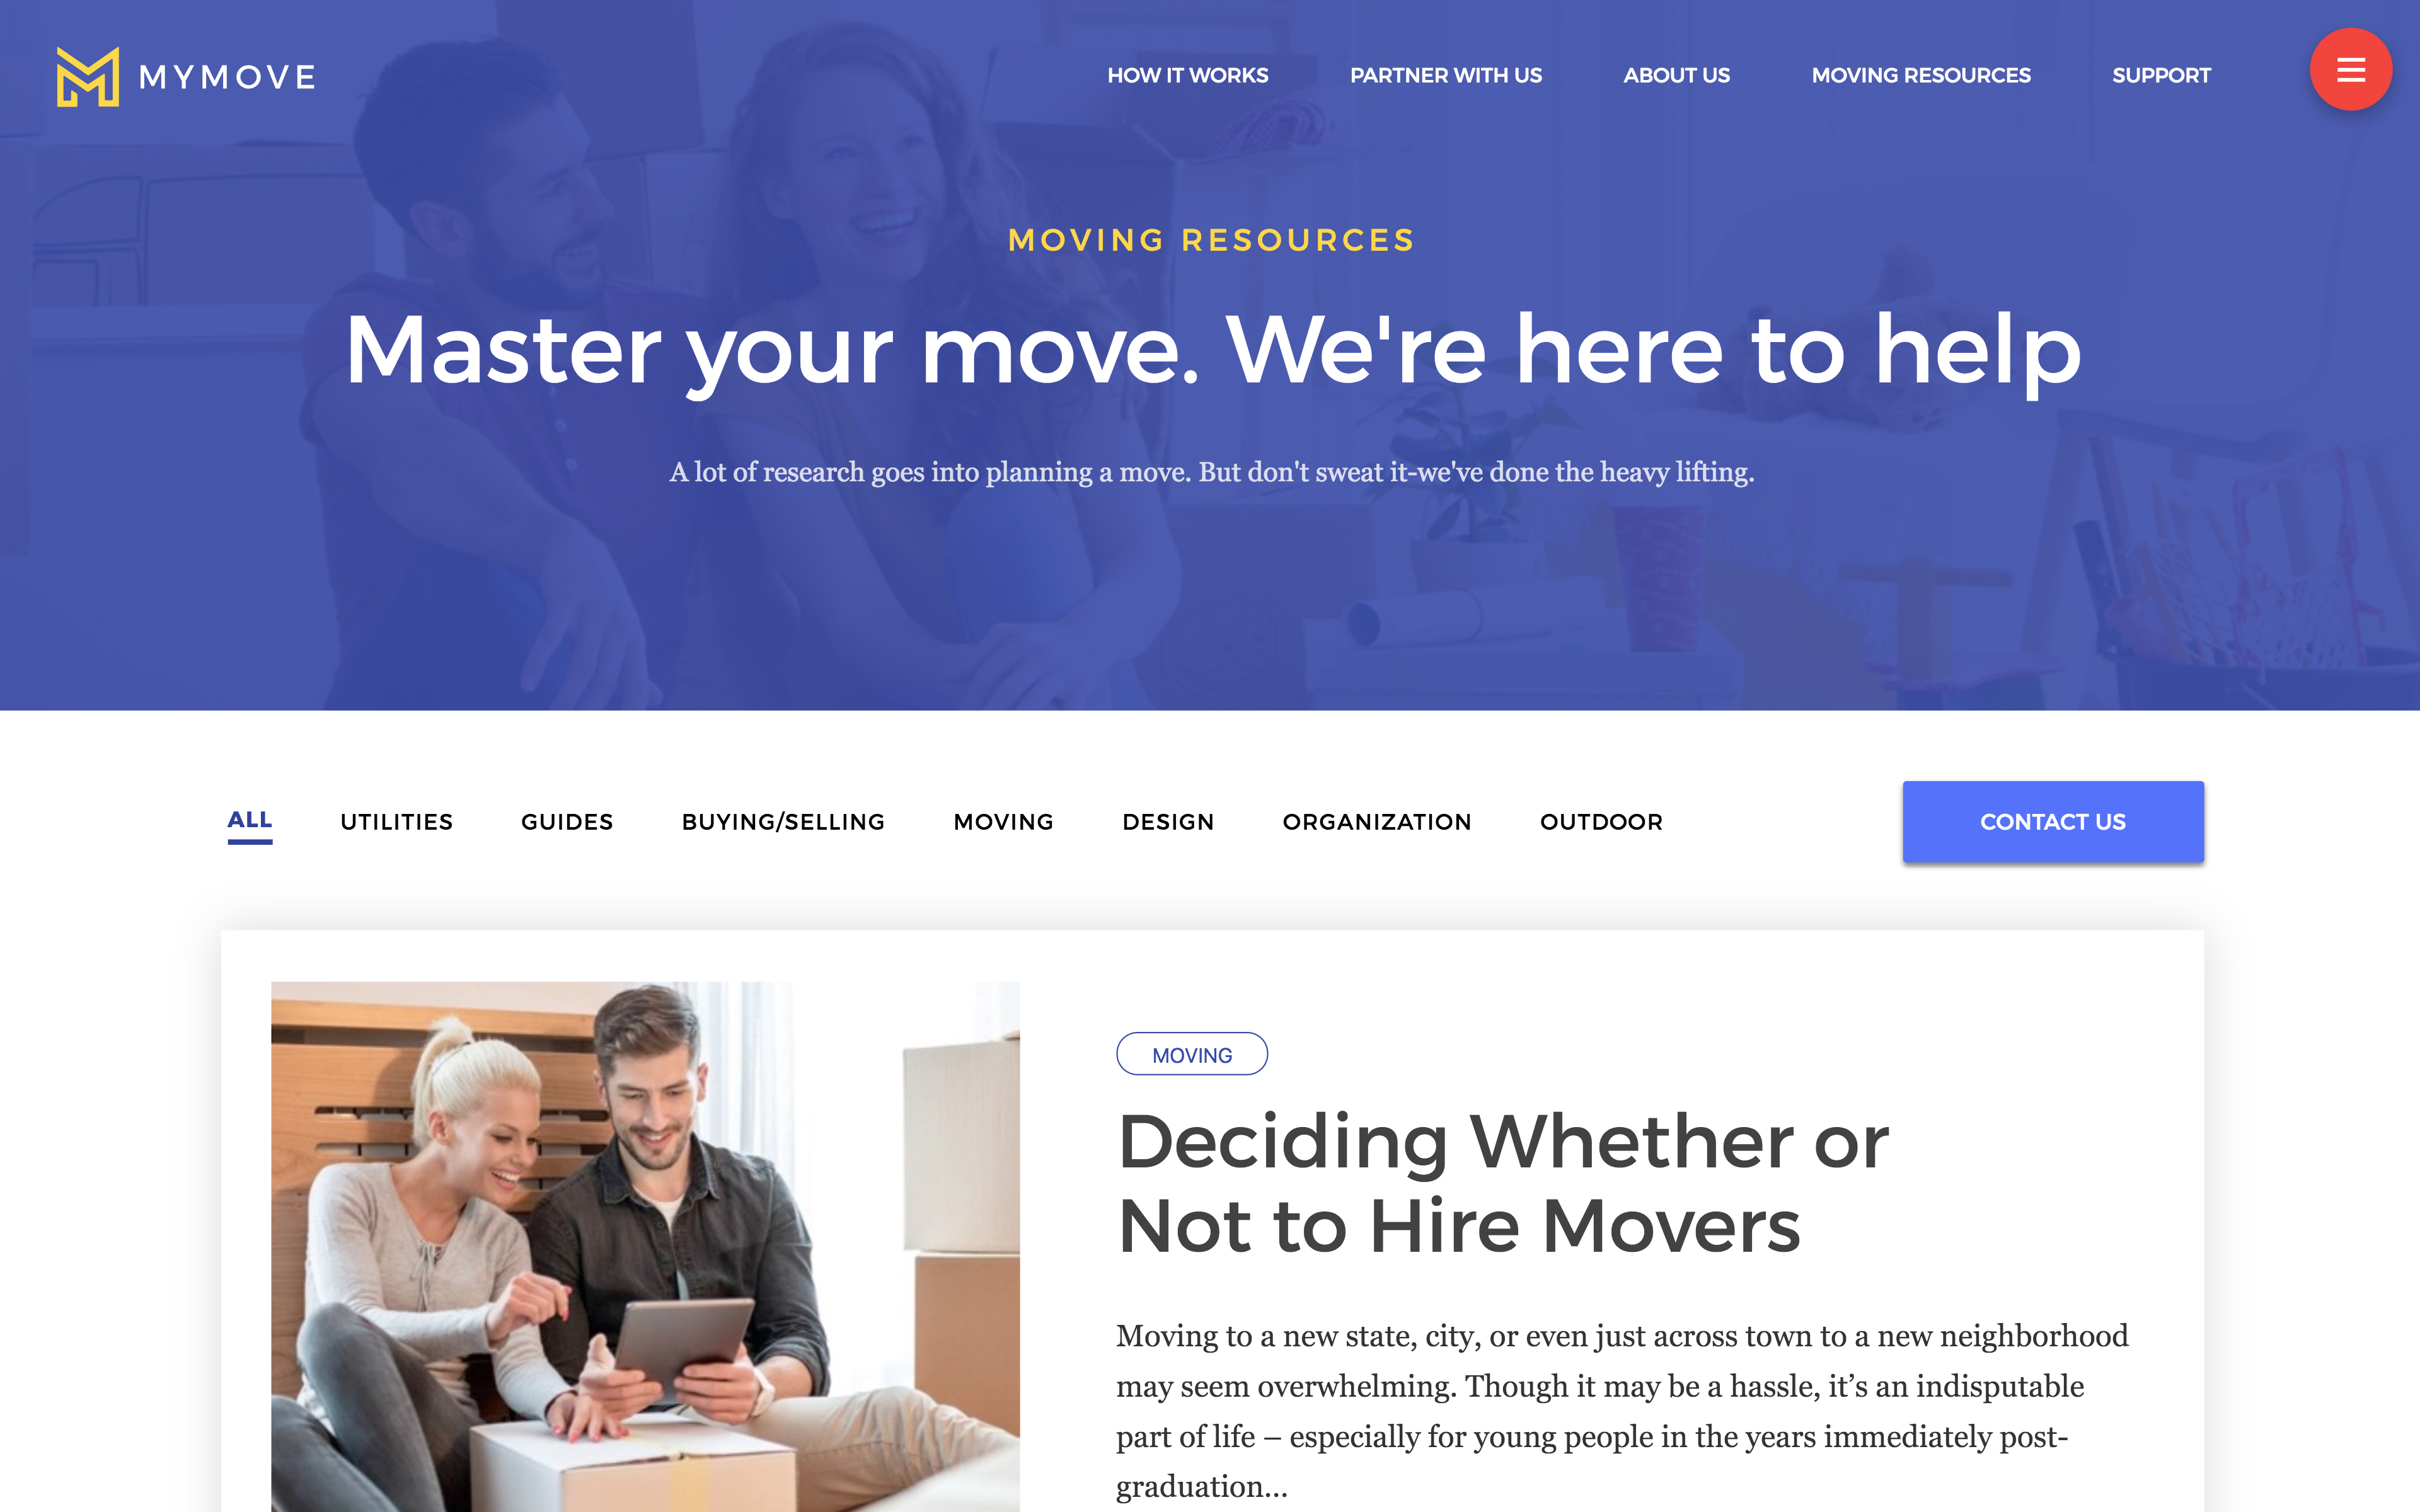 MYMOVE
HOW IT WORKS
PARTNER WITH US
ABOUT US
MOVING RESOURCES
SUPPORT
MOVING RESOURCES
Master your move. We're here to help
A lot of research goes into planning a move. But don't sweat it-we've done the heavy lifting.
ALL
UTILITIES
GUIDES
BUYING/SELLING
MOVING
DESIGN
ORGANIZATION
OUTDOOR
CONTACT US
MOVING
Deciding Whether or
Not to Hire Movers
Moving to a new state, city, or even just across town to a new neighborhood
may seem overwhelming. Though it may be a hassle, it’s an indisputable
part of life – especially for young people in the years immediately post-
graduation...